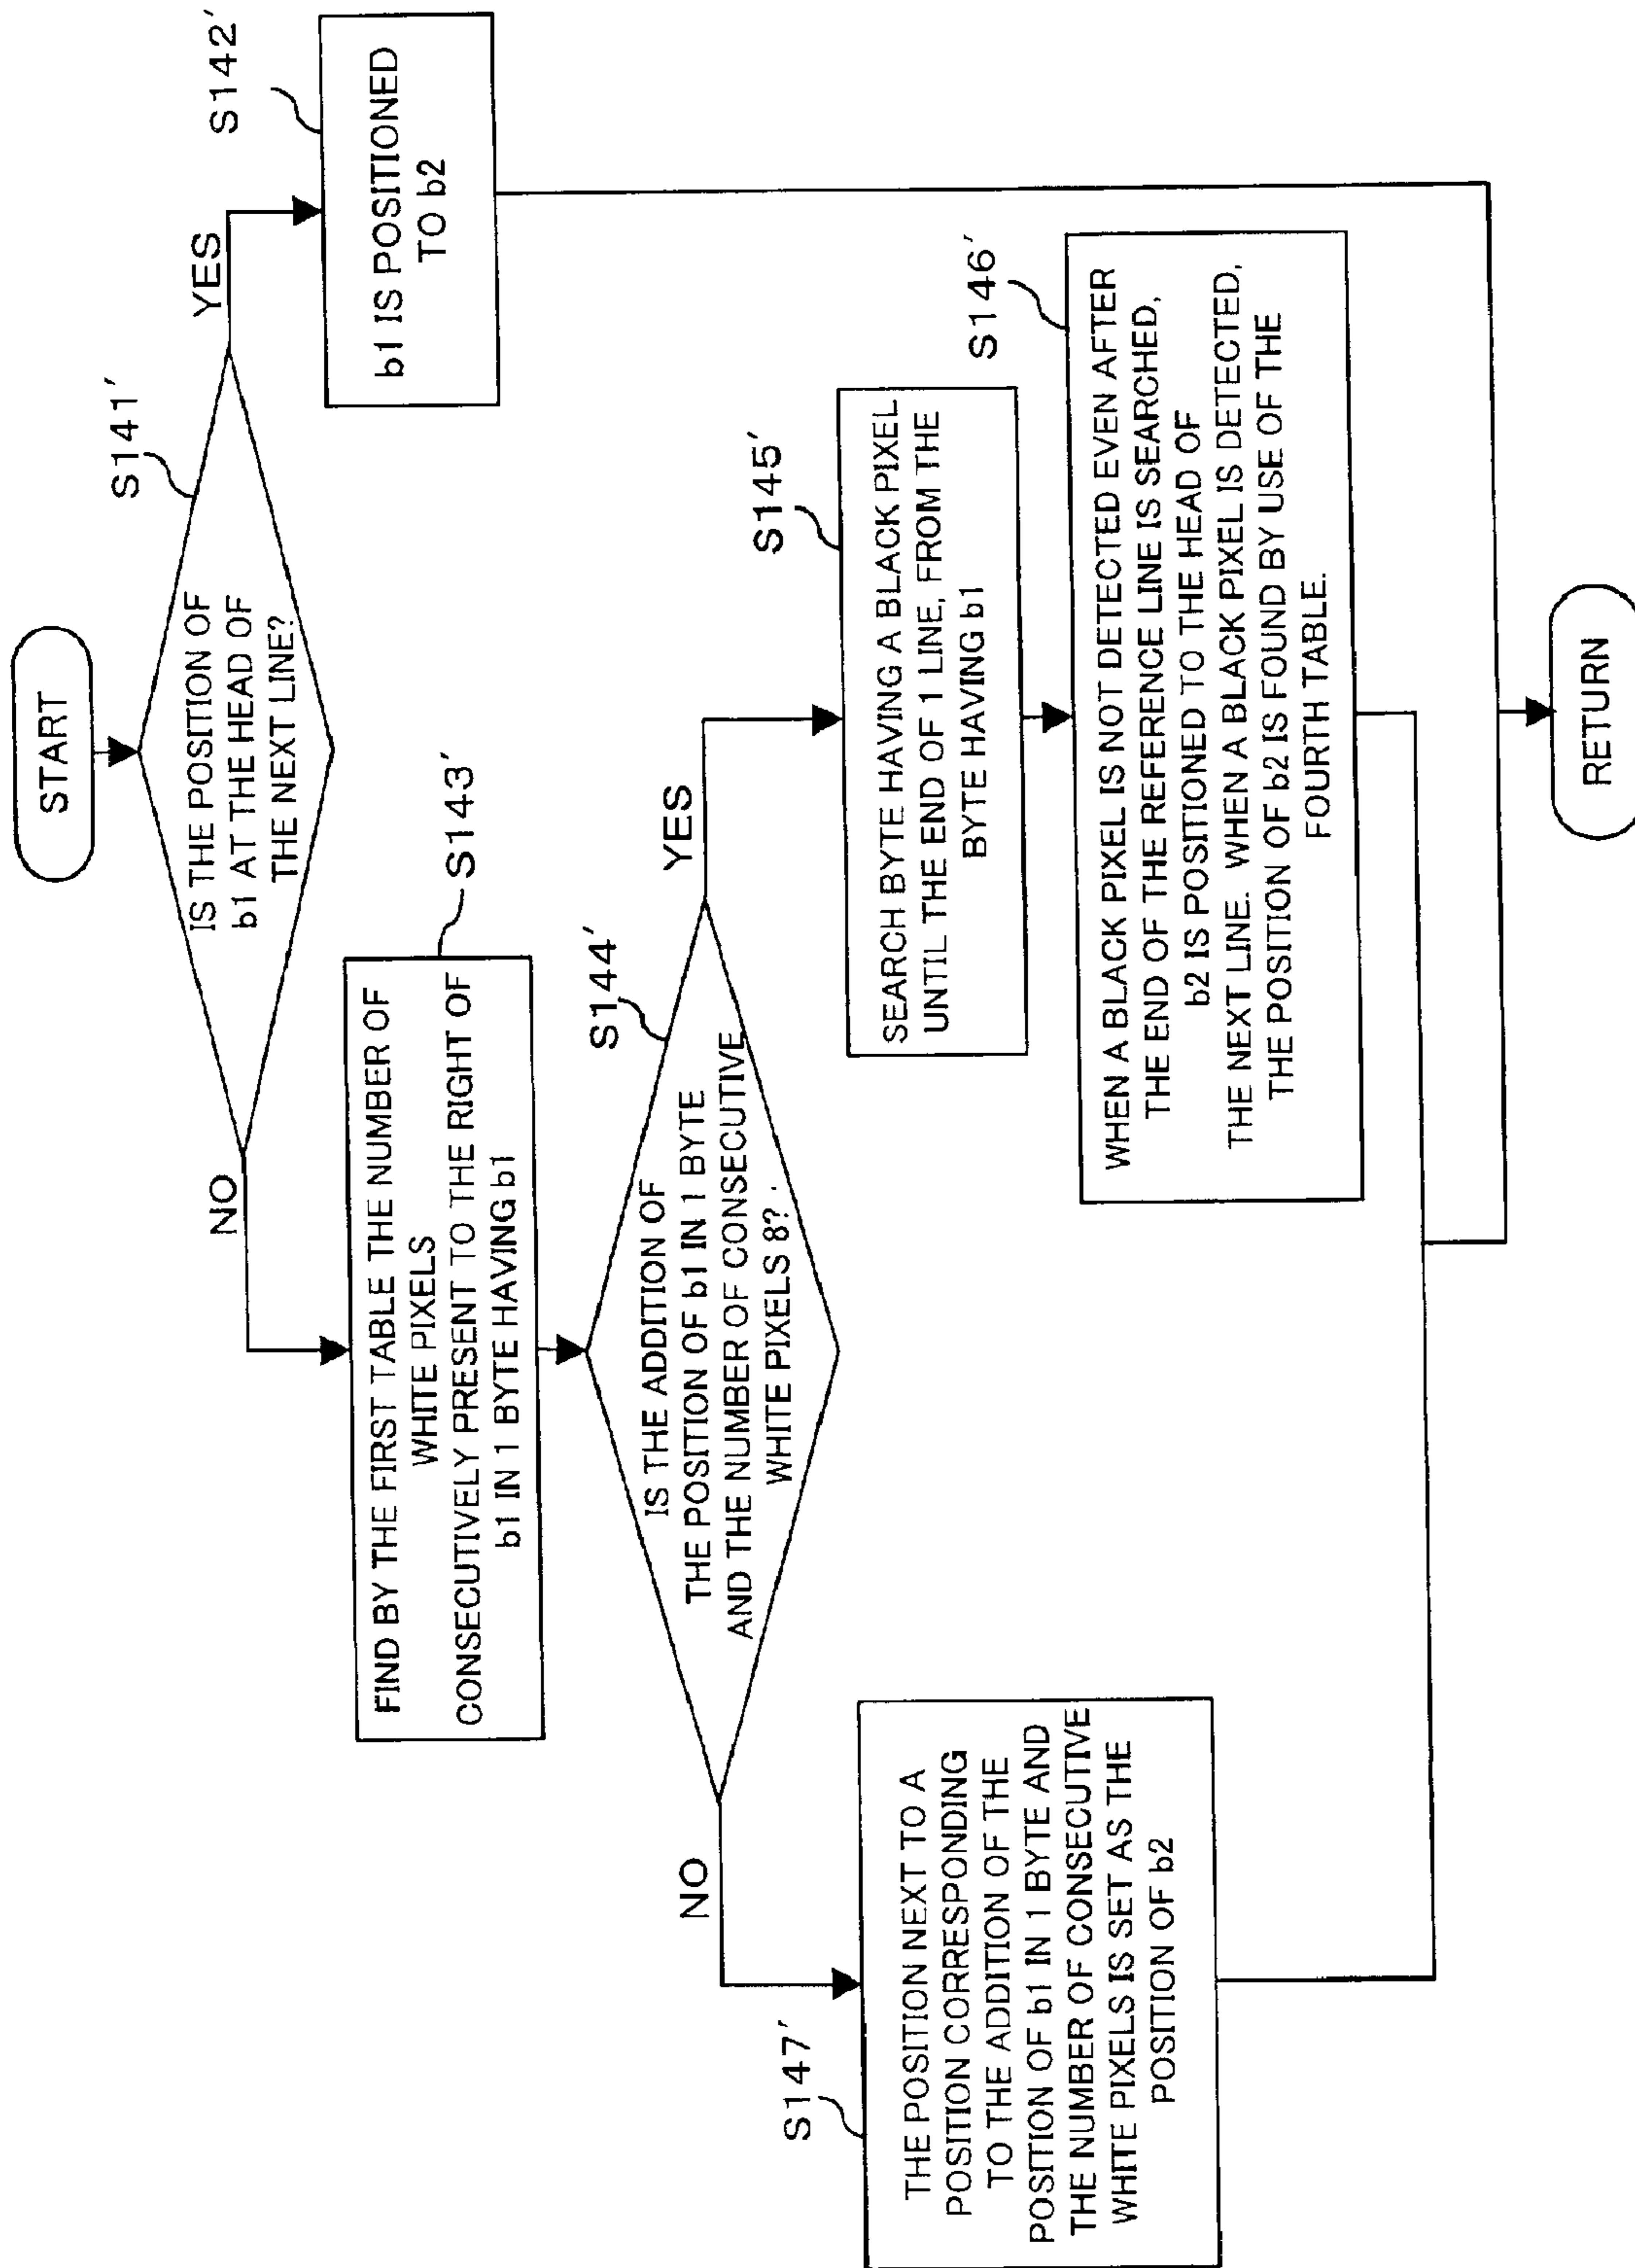 START
S141′
IS THE POSITION OF
b1 AT THE HEAD OF
THE NEXT LINE?
YES
S142′
b1 IS POSITIONED
TO b2
NO
S143′
FIND BY THE FIRST TABLE THE NUMBER OF
WHITE PIXELS
CONSECUTIVELY PRESENT TO THE RIGHT OF
b1 IN 1 BYTE HAVING b1
S144′
IS THE ADDITION OF
THE POSITION OF b1 IN 1 BYTE
AND THE NUMBER OF CONSECUTIVE
WHITE PIXELS 8?
YES
S145′
SEARCH BYTE HAVING A BLACK PIXEL
UNTIL THE END OF 1 LINE, FROM THE
BYTE HAVING b1
S146′
WHEN A BLACK PIXEL IS NOT DETECTED EVEN AFTER
THE END OF THE REFERENCE LINE IS SEARCHED,
b2 IS POSITIONED TO THE HEAD OF
THE NEXT LINE. WHEN A BLACK PIXEL IS DETECTED,
THE POSITION OF b2 IS FOUND BY USE OF THE
FOURTH TABLE.
NO
S147′
THE POSITION NEXT TO A
POSITION CORRESPONDING
TO THE ADDITION OF THE
POSITION OF b1 IN 1 BYTE AND
THE NUMBER OF CONSECUTIVE
WHITE PIXELS IS SET AS THE
POSITION OF b2
RETURN